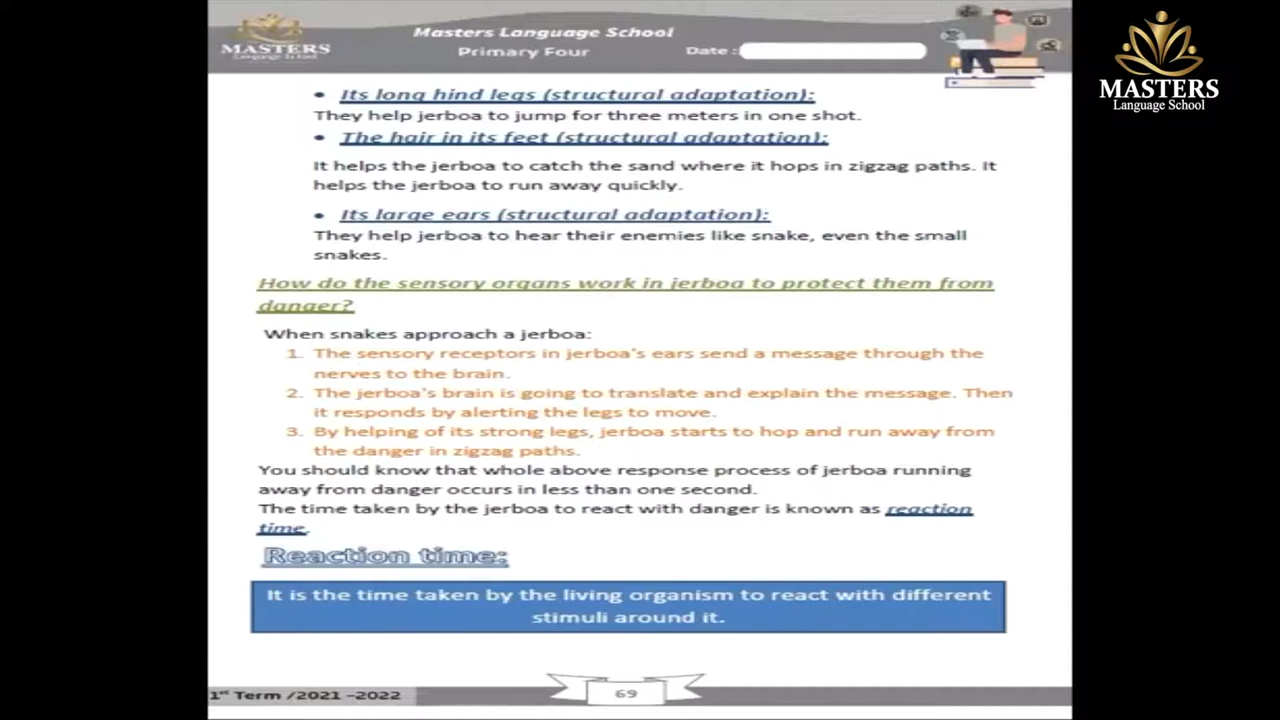 MASTERS
Language School
Masters Language School
Primary Four
Date :
MASTERS
Language School
• Its long hind legs (structural adaptation):
They help jerboa to jump for three meters in one shot.
• The hair in its feet (structural adaptation):
It helps the jerboa to catch the sand where it hops in zigzag paths. It
helps the jerboa to run away quickly.
• Its large ears (structural adaptation):
They help jerboa to hear their enemies like snake, even the small
snakes.
How do the sensory organs work in jerboa to protect them from
danger?
When snakes approach a jerboa:
1. The sensory receptors in jerboa's ears send a message through the
nerves to the brain.
2. The jerboa's brain is going to translate and explain the message. Then
it responds by alerting the legs to move.
3. By helping of its strong legs, jerboa starts to hop and run away from
the danger in zigzag paths.
You should know that whole above response process of jerboa running
away from danger occurs in less than one second.
The time taken by the jerboa to react with danger is known as reaction
time.
Reaction time:
It is the time taken by the living organism to react with different
stimuli around it.
1st Term /2021 –2022
69